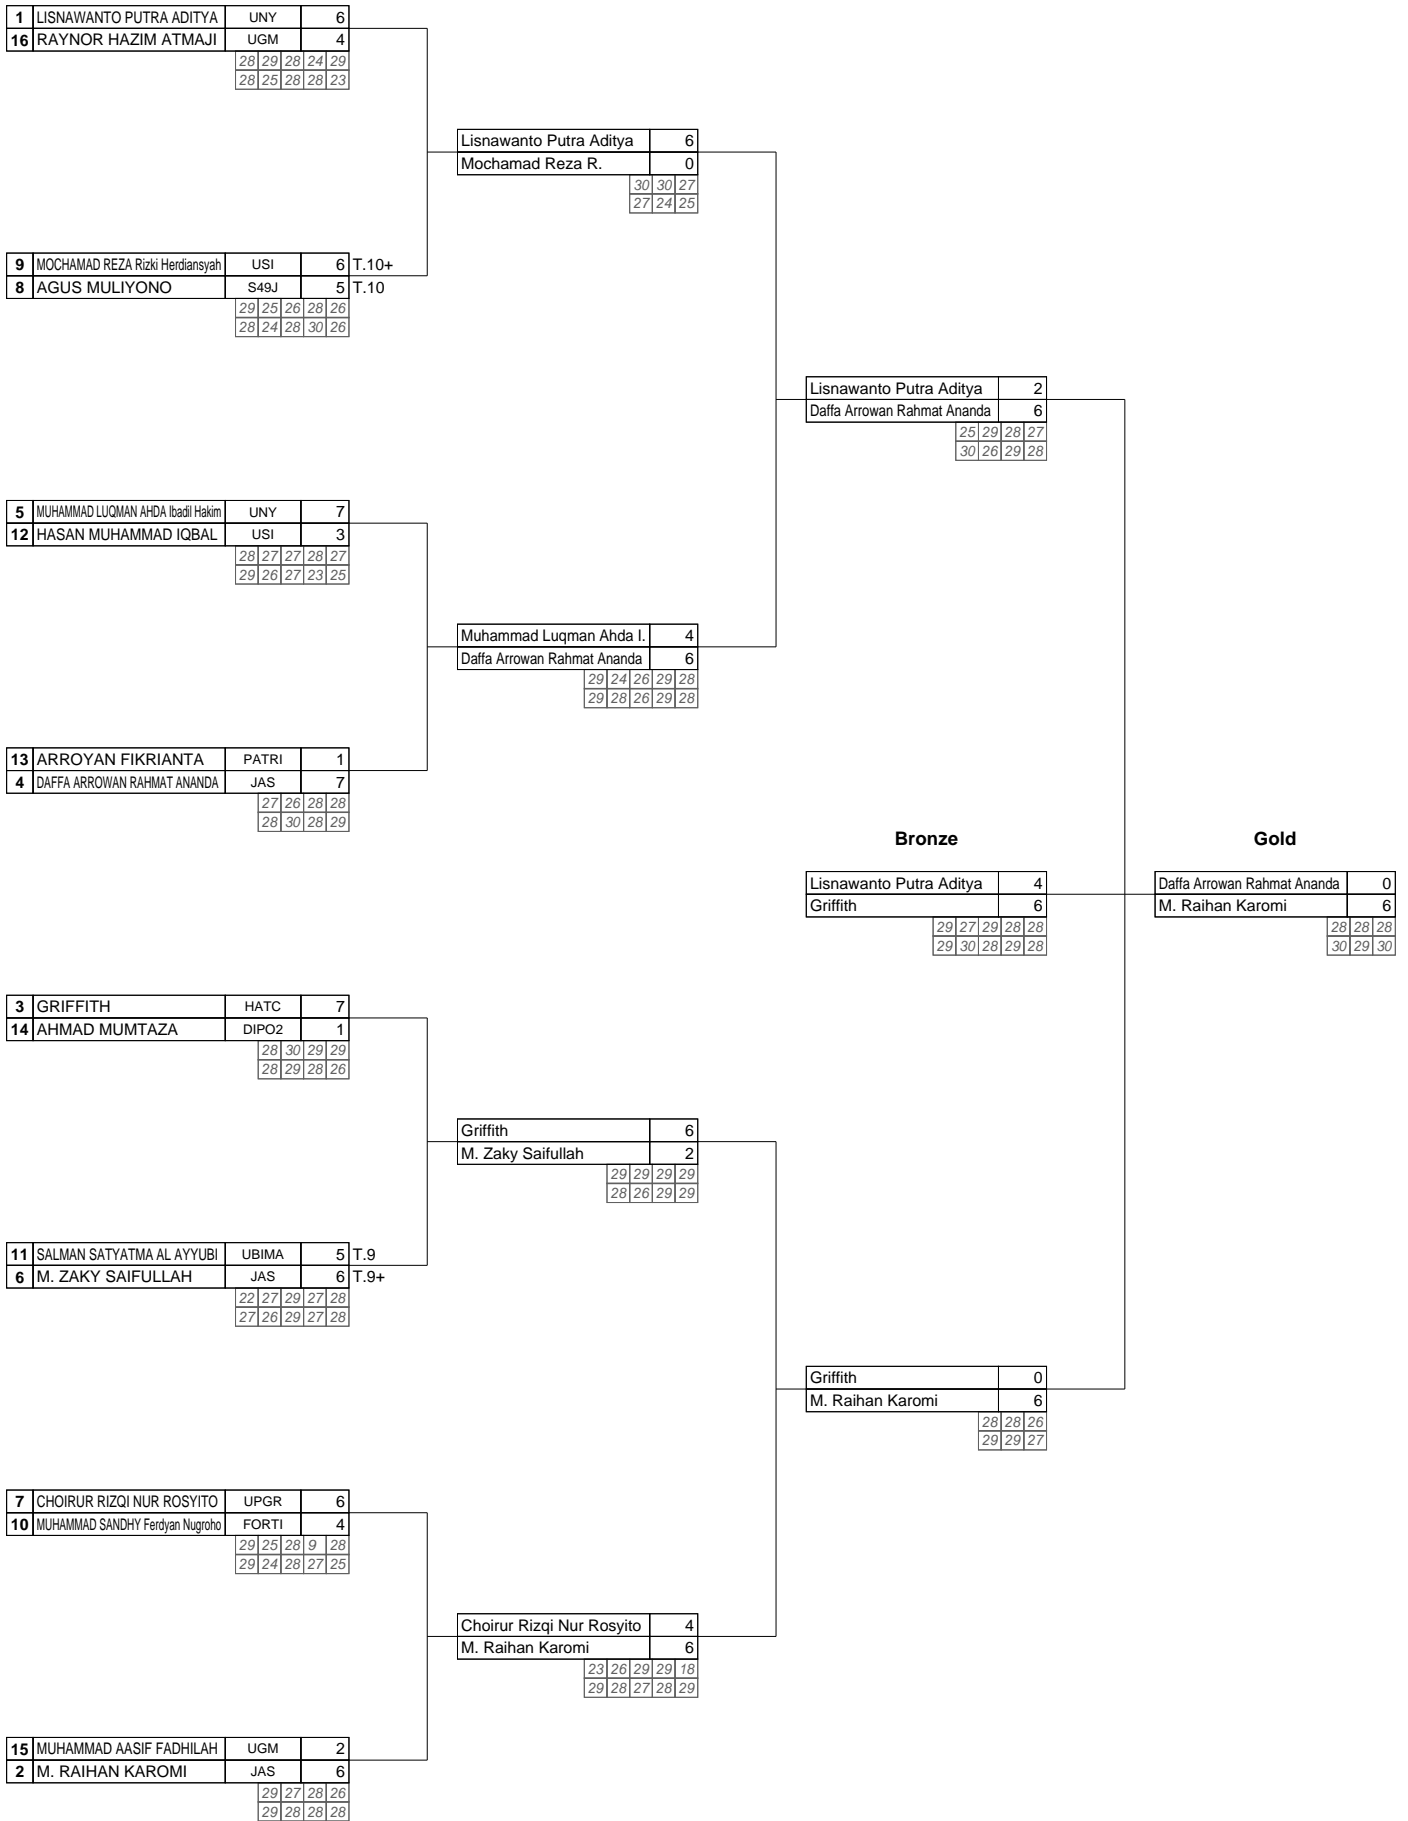 1 LISNAWANTO PUTRA ADITYA UNY 6
16 RAYNOR HAZIM ATMAJI UGM 4
28 29 28 24 29
28 25 28 28 23
Lisnawanto Putra Aditya 6
Mochamad Reza R. 0
30 30 27
27 24 25
9 MOCHAMAD REZA Rizki Herdiansyah USI 6 T.10+
8 AGUS MULIYONO S49J 5 T.10
29 25 26 28 26
28 24 28 30 26
Lisnawanto Putra Aditya 2
Daffa Arrowan Rahmat Ananda 6
25 29 28 27
30 26 29 28
5 MUHAMMAD LUQMAN AHDA Ibadil Hakim UNY 7
12 HASAN MUHAMMAD IQBAL USI 3
28 27 27 28 27
29 26 27 23 25
Muhammad Luqman Ahda I. 4
Daffa Arrowan Rahmat Ananda 6
29 24 26 29 28
29 28 26 29 28
13 ARROYAN FIKRIANTA PATRI 1
4 DAFFA ARROWAN RAHMAT ANANDA JAS 7
27 26 28 28
28 30 28 29
Bronze Gold
Lisnawanto Putra Aditya 4 Daffa Arrowan Rahmat Ananda 0
Griffith 6 M. Raihan Karomi 6
29 27 29 28 28 28 28 28
29 30 28 29 28 30 29 30
3 GRIFFITH HATC 7
14 AHMAD MUMTAZA DIPO2 1
28 30 29 29
28 29 28 26
Griffith 6
M. Zaky Saifullah 2
29 29 29 29
28 26 29 29
11 SALMAN SATYATMA AL AYYUBI UBIMA 5 T.9
6 M. ZAKY SAIFULLAH JAS 6 T.9+
22 27 29 27 28
27 26 29 27 28
Griffith 0
M. Raihan Karomi 6
28 28 26
29 29 27
7 CHOIRUR RIZQI NUR ROSYITO UPGR 6
10 MUHAMMAD SANDHY Ferdyan Nugroho FORTI 4
29 25 28 9 28
29 24 28 27 25
Choirur Rizqi Nur Rosyito 4
M. Raihan Karomi 6
23 26 29 29 18
29 28 27 28 29
15 MUHAMMAD AASIF FADHILAH UGM 2
2 M. RAIHAN KAROMI JAS 6
29 27 28 26
29 28 28 28